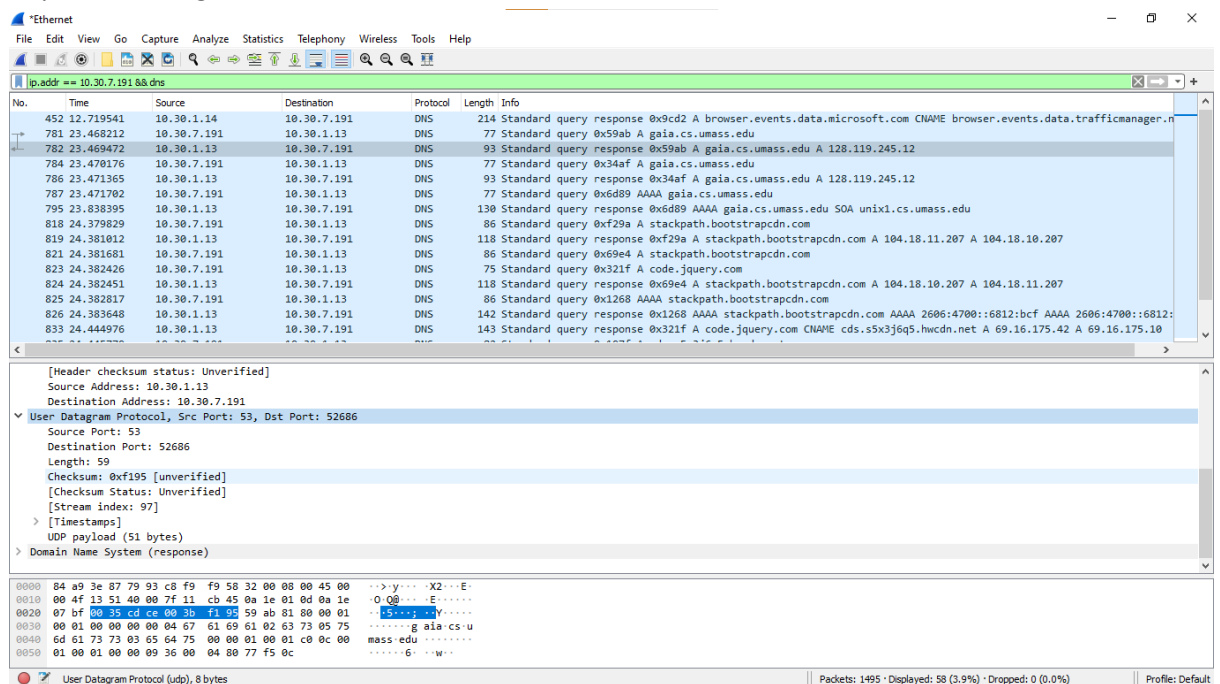 *Ethernet
File Edit View Go Capture Analyze Statistics Telephony Wireless Tools Help
ip.addr == 10.30.7.191 && dns
No. Time Source Destination Protocol Length Info
452 12.719541 10.30.1.14 10.30.7.191 DNS 214 Standard query response 0x9cd2 A browser.events.data.microsoft.com CNAME browser.events.data.trafficmanager.n
781 23.468212 10.30.7.191 10.30.1.13 DNS 77 Standard query 0x59ab A gaia.cs.umass.edu
782 23.469472 10.30.1.13 10.30.7.191 DNS 93 Standard query response 0x59ab A gaia.cs.umass.edu A 128.119.245.12
784 23.470176 10.30.7.191 10.30.1.13 DNS 77 Standard query 0x34af A gaia.cs.umass.edu
786 23.471365 10.30.1.13 10.30.7.191 DNS 93 Standard query response 0x34af A gaia.cs.umass.edu A 128.119.245.12
787 23.471702 10.30.7.191 10.30.1.13 DNS 77 Standard query 0x6d89 AAAA gaia.cs.umass.edu
795 23.838395 10.30.1.13 10.30.7.191 DNS 130 Standard query response 0x6d89 AAAA gaia.cs.umass.edu SOA unix1.cs.umass.edu
818 24.379829 10.30.7.191 10.30.1.13 DNS 86 Standard query 0xf29a A stackpath.bootstrapcdn.com
819 24.381012 10.30.1.13 10.30.7.191 DNS 118 Standard query response 0xf29a A stackpath.bootstrapcdn.com A 104.18.11.207 A 104.18.10.207
821 24.381681 10.30.7.191 10.30.1.13 DNS 86 Standard query 0x69e4 A stackpath.bootstrapcdn.com
823 24.382426 10.30.7.191 10.30.1.13 DNS 75 Standard query 0x321f A code.jquery.com
824 24.382451 10.30.1.13 10.30.7.191 DNS 118 Standard query response 0x69e4 A stackpath.bootstrapcdn.com A 104.18.10.207 A 104.18.11.207
825 24.382817 10.30.7.191 10.30.1.13 DNS 86 Standard query 0x1268 AAAA stackpath.bootstrapcdn.com
826 24.383648 10.30.1.13 10.30.7.191 DNS 142 Standard query response 0x1268 AAAA stackpath.bootstrapcdn.com AAAA 2606:4700::6812:bcf AAAA 2606:4700::6812:
833 24.444976 10.30.1.13 10.30.7.191 DNS 143 Standard query response 0x321f A code.jquery.com CNAME cds.s5x3j6q5.hwcdn.net A 69.16.175.42 A 69.16.175.10
[Header checksum status: Unverified]
Source Address: 10.30.1.13
Destination Address: 10.30.7.191
User Datagram Protocol, Src Port: 53, Dst Port: 52686
Source Port: 53
Destination Port: 52686
Length: 59
Checksum: 0xf195 [unverified]
[Checksum Status: Unverified]
[Stream index: 97]
[Timestamps]
UDP payload (51 bytes)
Domain Name System (response)
0000 84 a9 3e 87 79 93 c8 f9 f9 58 32 00 08 00 45 00 ··>·y··· ·X2···E·
0010 00 4f 13 51 40 00 7f 11 cb 45 0a 1e 01 0d 0a 1e ·O·Q@··· ·E······
0020 07 bf 00 35 cd ce 00 3b f1 95 59 ab 81 80 00 01 ···5···; ··Y·····
0030 00 01 00 00 00 00 04 67 61 69 61 02 63 73 05 75 ·······g aia·cs·u
0040 6d 61 73 73 03 65 64 75 00 00 01 00 01 c0 0c 00 mass·edu ········
0050 01 00 01 00 00 09 36 00 04 80 77 f5 0c ······6· ··w··
User Datagram Protocol (udp), 8 bytes Packets: 1495 · Displayed: 58 (3.9%) · Dropped: 0 (0.0%) Profile: Default